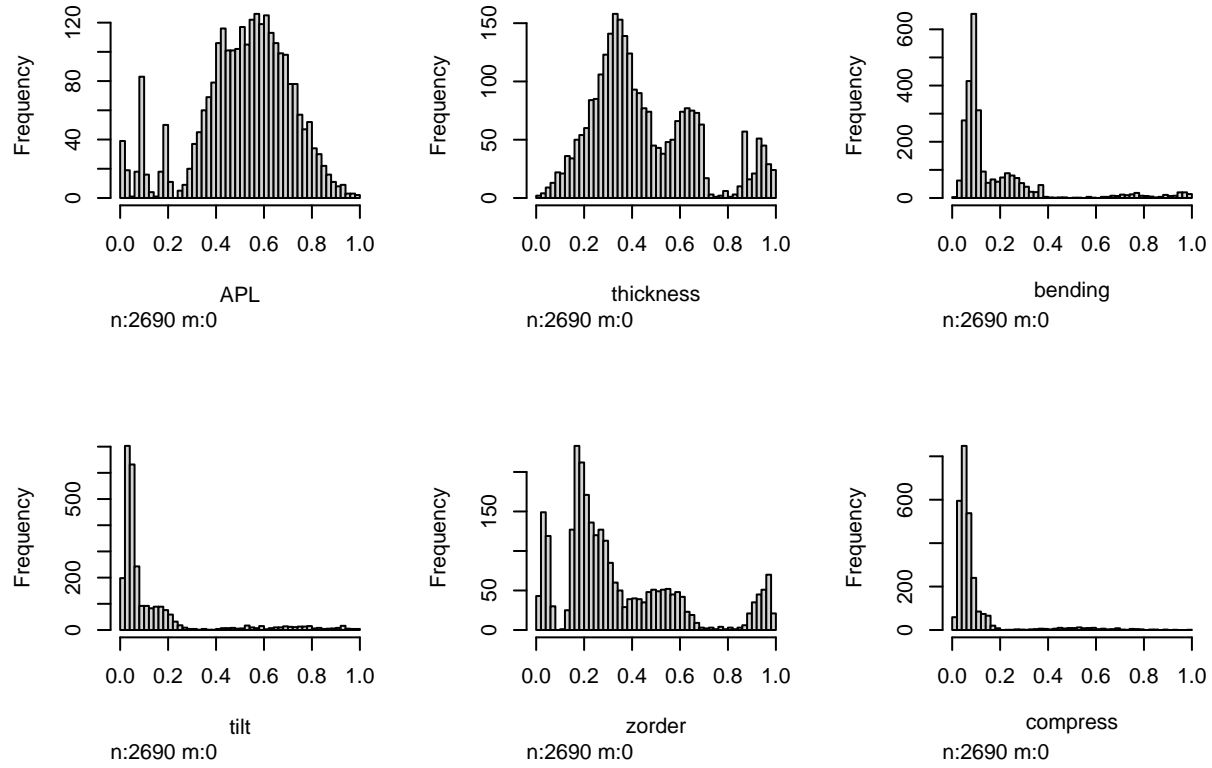 Frequency
0 40 80 120
0.0 0.2 0.4 0.6 0.8 1.0
APL
n:2690 m:0
Frequency
0 50 100 150
0.0 0.2 0.4 0.6 0.8 1.0
thickness
n:2690 m:0
Frequency
0 200 400 600
0.0 0.2 0.4 0.6 0.8 1.0
bending
n:2690 m:0
Frequency
0 200 500
0.0 0.2 0.4 0.6 0.8 1.0
tilt
n:2690 m:0
Frequency
0 50 150
0.0 0.2 0.4 0.6 0.8 1.0
zorder
n:2690 m:0
Frequency
0 200 600
0.0 0.2 0.4 0.6 0.8 1.0
compress
n:2690 m:0